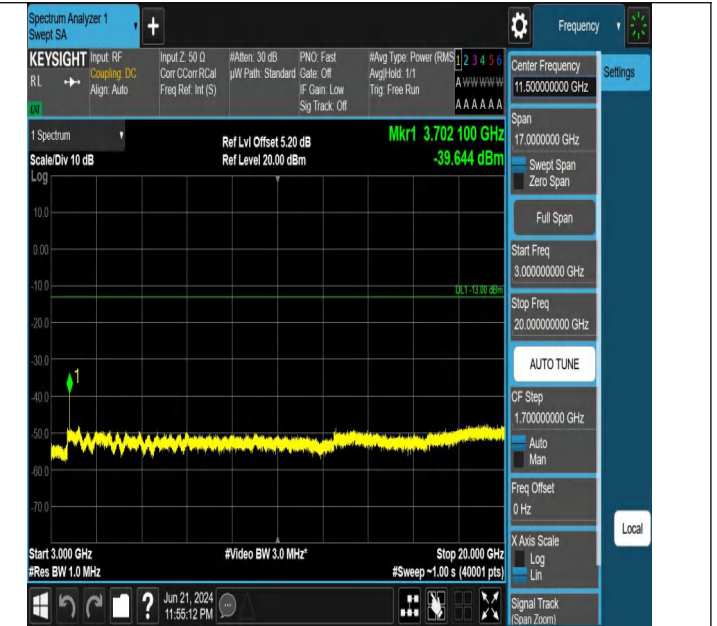 Spectrum Analyzer 1
Swept SA
+
Frequency
KEYSIGHT
RL
LXI
Input: RF
Coupling: DC
Align: Auto
Input Z: 50 Ω
Corr CCorr RCal
Freq Ref: Int (S)
#Atten: 30 dB
µW Path: Standard
PNO: Fast
Gate: Off
IF Gain: Low
Sig Track: Off
#Avg Type: Power (RMS
Avg|Hold: 1/1
Trig: Free Run
1 2 3 4 5 6
A W W W W W
A A A A A A
1 Spectrum
Scale/Div 10 dB
Ref Lvl Offset 5.20 dB
Ref Level 20.00 dBm
Mkr1 3.702 100 GHz
-39.644 dBm
Log
10.0
0.00
-10.0
DL1 -13.00 dBm
-20.0
-30.0
1
-40.0
-50.0
-60.0
-70.0
Start 3.000 GHz
#Res BW 1.0 MHz
#Video BW 3.0 MHz*
Stop 20.000 GHz
#Sweep ~1.00 s (40001 pts)
?
Jun 21, 2024
11:55:12 PM
Center Frequency
11.500000000 GHz
Settings
Span
17.0000000 GHz
Swept Span
Zero Span
Full Span
Start Freq
3.000000000 GHz
Stop Freq
20.000000000 GHz
AUTO TUNE
CF Step
1.700000000 GHz
Auto
Man
Freq Offset
0 Hz
X Axis Scale
Log
Lin
Local
Signal Track
(Span Zoom)